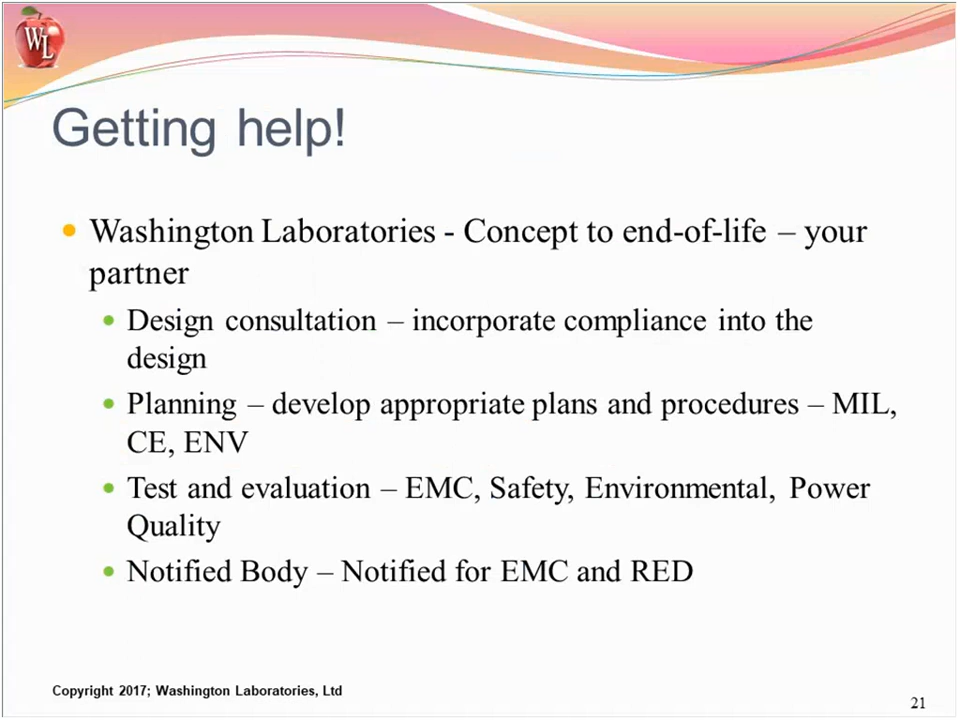 WL
Getting help!
Washington Laboratories - Concept to end-of-life – your
partner
Design consultation – incorporate compliance into the
design
Planning – develop appropriate plans and procedures – MIL,
CE, ENV
Test and evaluation – EMC, Safety, Environmental, Power
Quality
Notified Body – Notified for EMC and RED
Copyright 2017; Washington Laboratories, Ltd
21